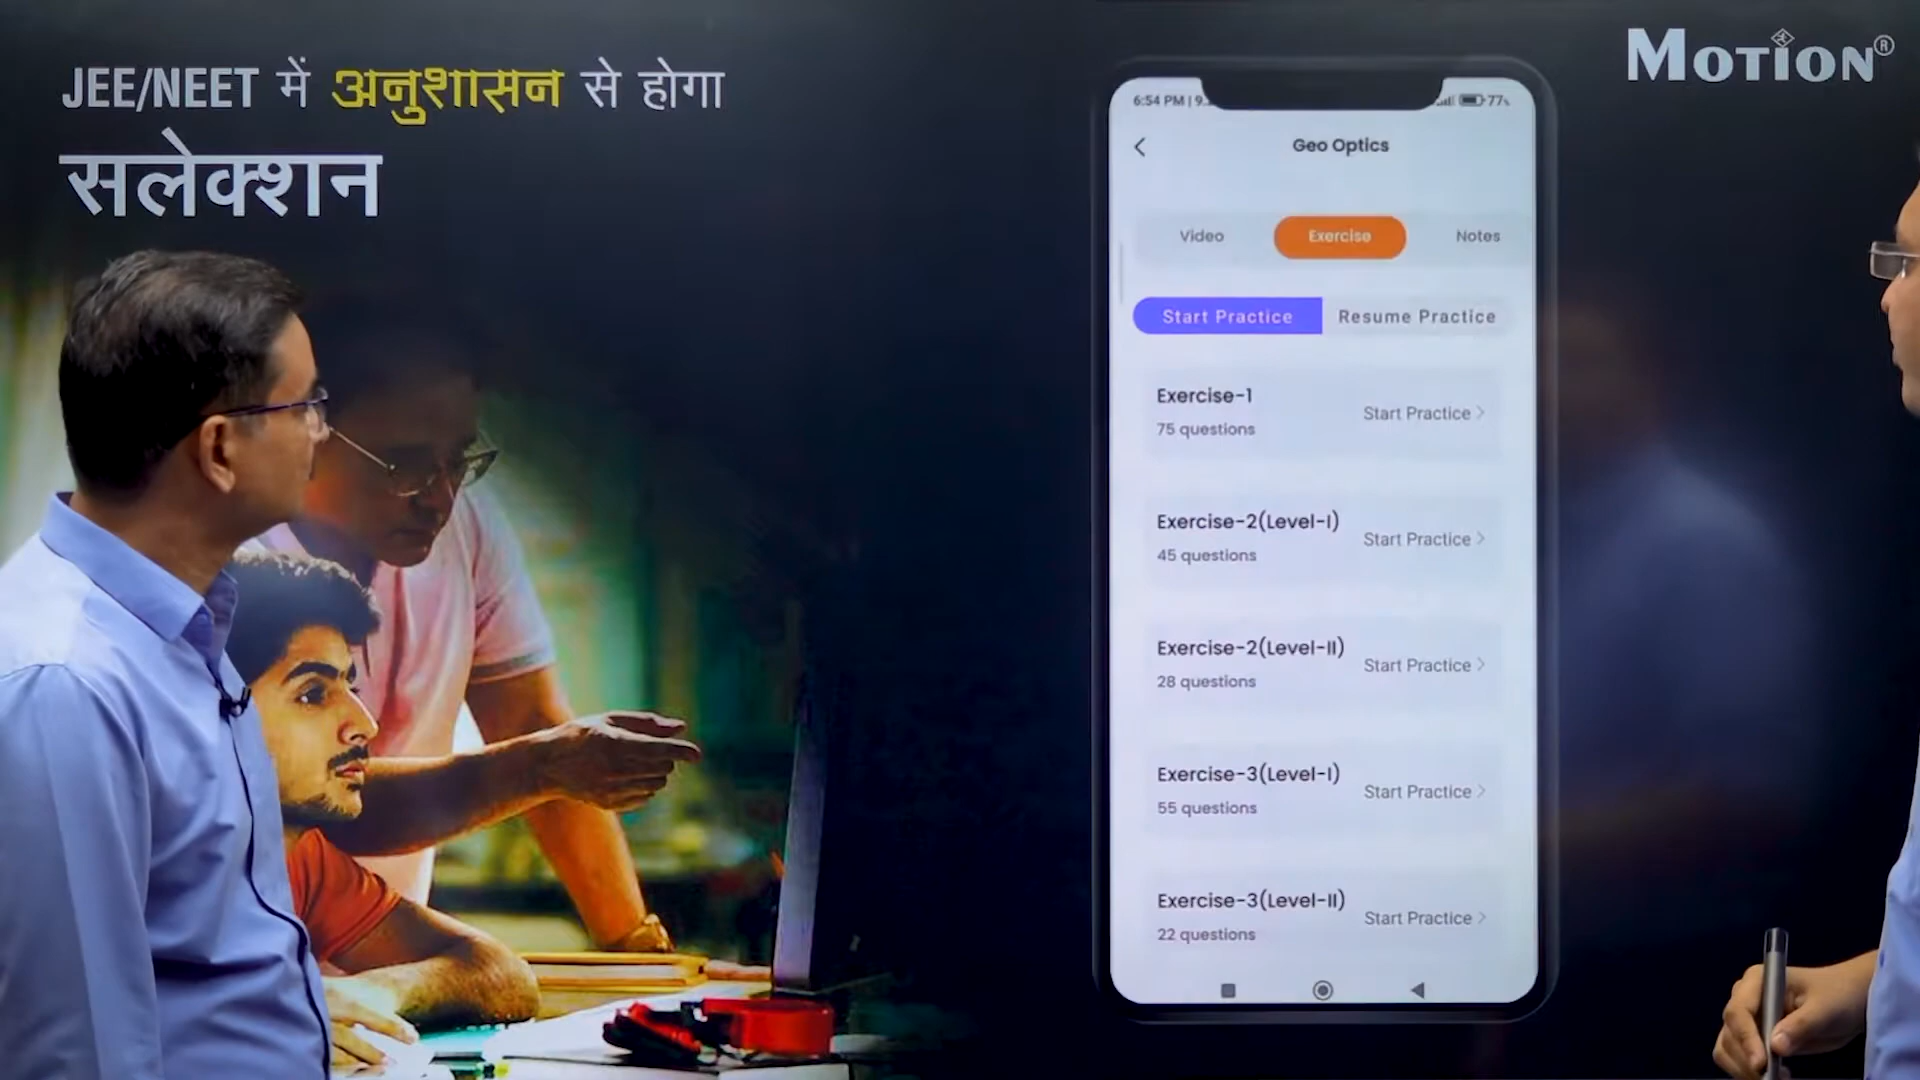 JEE/NEET में अनुशासन से होगा
सलेक्शन
MOTION®
6:54 PM | 9..
77%
Geo Optics
Video
Exercise
Notes
Start Practice
Resume Practice
Exercise-1
75 questions
Start Practice
Exercise-2(Level-I)
45 questions
Start Practice
Exercise-2(Level-II)
28 questions
Start Practice
Exercise-3(Level-I)
55 questions
Start Practice
Exercise-3(Level-II)
22 questions
Start Practice